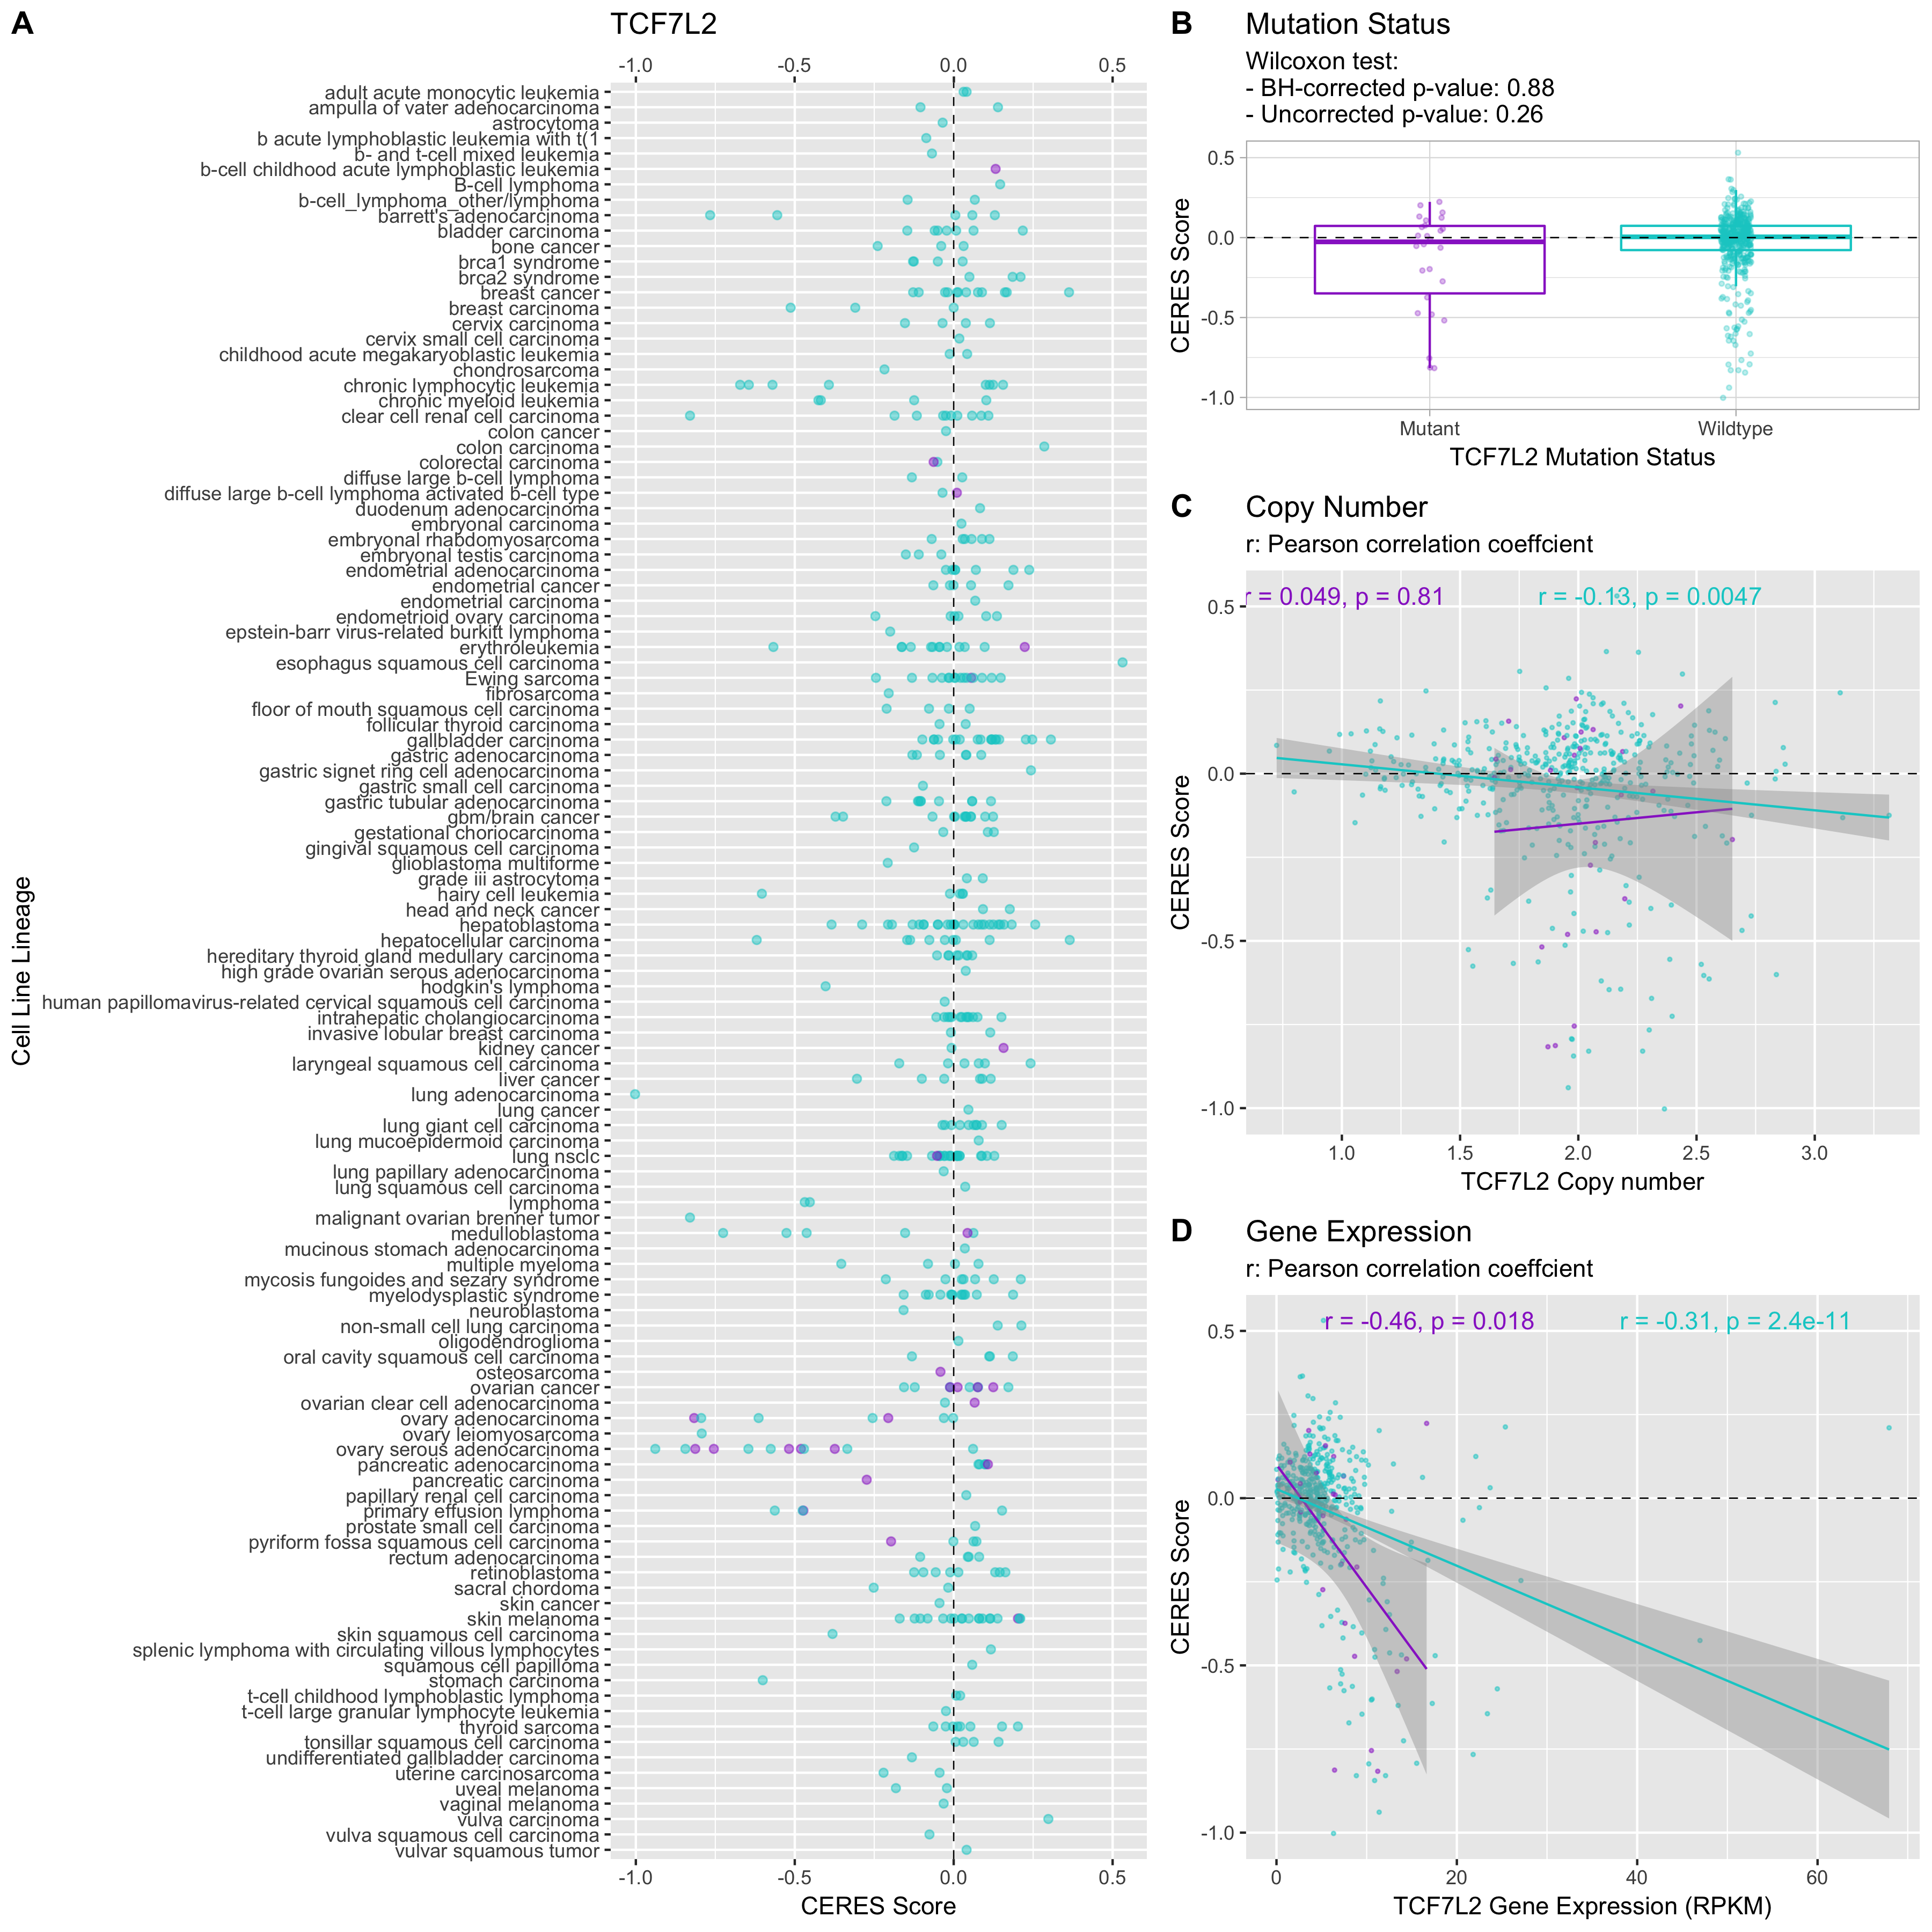 A
TCF7L2
-1.0 -0.5 0.0 0.5
adult acute monocytic leukemia
ampulla of vater adenocarcinoma
astrocytoma
b acute lymphoblastic leukemia with t(1
b- and t-cell mixed leukemia
b-cell childhood acute lymphoblastic leukemia
B-cell lymphoma
b-cell_lymphoma_other/lymphoma
barrett's adenocarcinoma
bladder carcinoma
bone cancer
brca1 syndrome
brca2 syndrome
breast cancer
breast carcinoma
cervix carcinoma
cervix small cell carcinoma
childhood acute megakaryoblastic leukemia
chondrosarcoma
chronic lymphocytic leukemia
chronic myeloid leukemia
clear cell renal cell carcinoma
colon cancer
colon carcinoma
colorectal carcinoma
diffuse large b-cell lymphoma
diffuse large b-cell lymphoma activated b-cell type
duodenum adenocarcinoma
embryonal carcinoma
embryonal rhabdomyosarcoma
embryonal testis carcinoma
endometrial adenocarcinoma
endometrial cancer
endometrial carcinoma
endometrioid ovary carcinoma
epstein-barr virus-related burkitt lymphoma
erythroleukemia
esophagus squamous cell carcinoma
Ewing sarcoma
fibrosarcoma
floor of mouth squamous cell carcinoma
follicular thyroid carcinoma
gallbladder carcinoma
gastric adenocarcinoma
gastric signet ring cell adenocarcinoma
gastric small cell carcinoma
gastric tubular adenocarcinoma
gbm/brain cancer
gestational choriocarcinoma
gingival squamous cell carcinoma
glioblastoma multiforme
grade iii astrocytoma
hairy cell leukemia
head and neck cancer
hepatoblastoma
hepatocellular carcinoma
hereditary thyroid gland medullary carcinoma
high grade ovarian serous adenocarcinoma
hodgkin's lymphoma
human papillomavirus-related cervical squamous cell carcinoma
intrahepatic cholangiocarcinoma
invasive lobular breast carcinoma
kidney cancer
laryngeal squamous cell carcinoma
liver cancer
lung adenocarcinoma
lung cancer
lung giant cell carcinoma
lung mucoepidermoid carcinoma
lung nsclc
lung papillary adenocarcinoma
lung squamous cell carcinoma
lymphoma
malignant ovarian brenner tumor
medulloblastoma
mucinous stomach adenocarcinoma
multiple myeloma
mycosis fungoides and sezary syndrome
myelodysplastic syndrome
neuroblastoma
non-small cell lung carcinoma
oligodendroglioma
oral cavity squamous cell carcinoma
osteosarcoma
ovarian cancer
ovarian clear cell adenocarcinoma
ovary adenocarcinoma
ovary leiomyosarcoma
ovary serous adenocarcinoma
pancreatic adenocarcinoma
pancreatic carcinoma
papillary renal cell carcinoma
primary effusion lymphoma
prostate small cell carcinoma
pyriform fossa squamous cell carcinoma
rectum adenocarcinoma
retinoblastoma
sacral chordoma
skin cancer
skin melanoma
skin squamous cell carcinoma
splenic lymphoma with circulating villous lymphocytes
squamous cell papilloma
stomach carcinoma
t-cell childhood lymphoblastic lymphoma
t-cell large granular lymphocyte leukemia
thyroid sarcoma
tonsillar squamous cell carcinoma
undifferentiated gallbladder carcinoma
uterine carcinosarcoma
uveal melanoma
vaginal melanoma
vulva carcinoma
vulva squamous cell carcinoma
vulvar squamous tumor
-1.0 -0.5 0.0 0.5
CERES Score
Cell Line Lineage
B
Mutation Status
Wilcoxon test:
- BH-corrected p-value: 0.88
- Uncorrected p-value: 0.26
0.5
0.0
-0.5
-1.0
CERES Score
Mutant Wildtype
TCF7L2 Mutation Status
C
Copy Number
r: Pearson correlation coeffcient
r = 0.049, p = 0.81 r = -0.13, p = 0.0047
0.5
0.0
-0.5
-1.0
CERES Score
1.0 1.5 2.0 2.5 3.0
TCF7L2 Copy number
D
Gene Expression
r: Pearson correlation coeffcient
r = -0.46, p = 0.018 r = -0.31, p = 2.4e-11
0.5
0.0
-0.5
-1.0
CERES Score
0 20 40 60
TCF7L2 Gene Expression (RPKM)